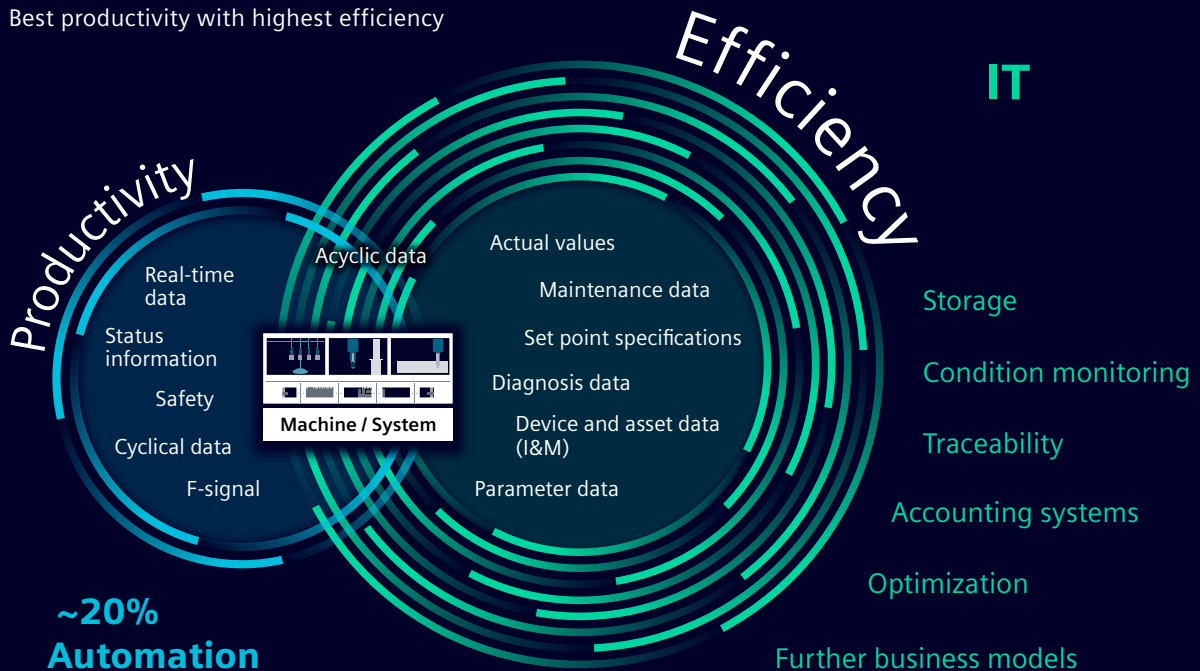 Best productivity with highest efficiency
Efficiency
IT
Productivity
Acyclic data
Real-time
data
Status
information
Safety
Cyclical data
F-signal
Machine / System
Actual values
Maintenance data
Set point specifications
Diagnosis data
Device and asset data
(I&M)
Parameter data
Storage
Condition monitoring
Traceability
Accounting systems
Optimization
Further business models
~20%
Automation